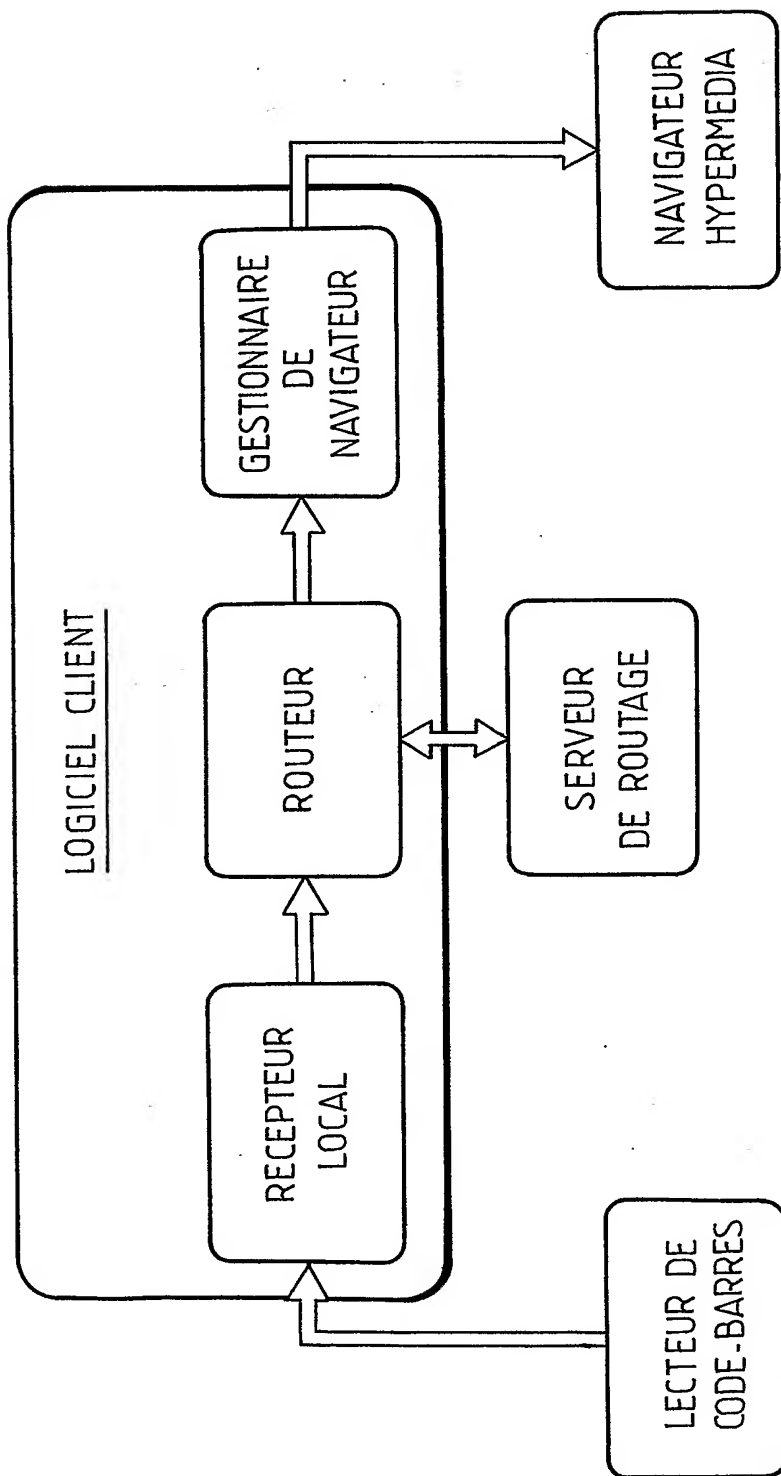 LOGICIEL CLIENT
RECEPTEUR
LOCAL
ROUTEUR
GESTIONNAIRE
DE
NAVIGATEUR
LECTEUR DE
CODE-BARRES
SERVEUR
DE ROUTAGE
NAVIGATEUR
HYPERMEDIA